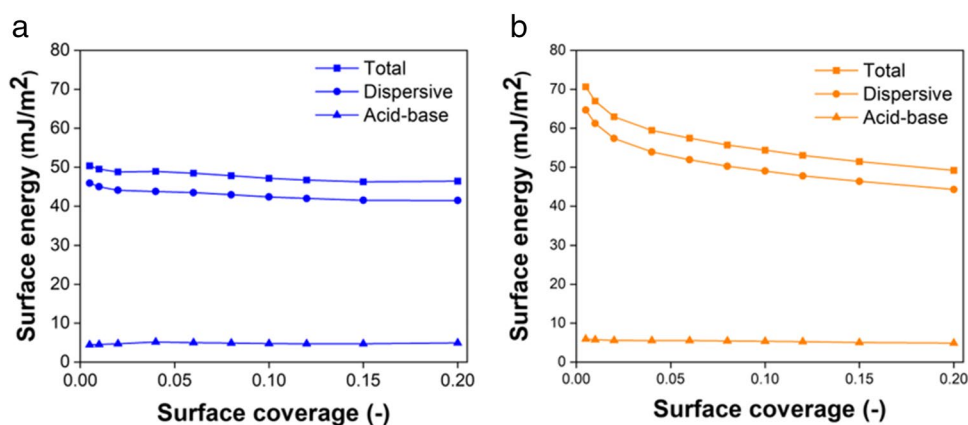 a
80
70
60
50
40
30
20
10
0
0.00
0.05
0.10
0.15
0.20
Surface energy (mJ/m²)
Surface coverage (-)
Total
Dispersive
Acid-base
b
80
70
60
50
40
30
20
10
0
0.00
0.05
0.10
0.15
0.20
Surface energy (mJ/m²)
Surface coverage (-)
Total
Dispersive
Acid-base